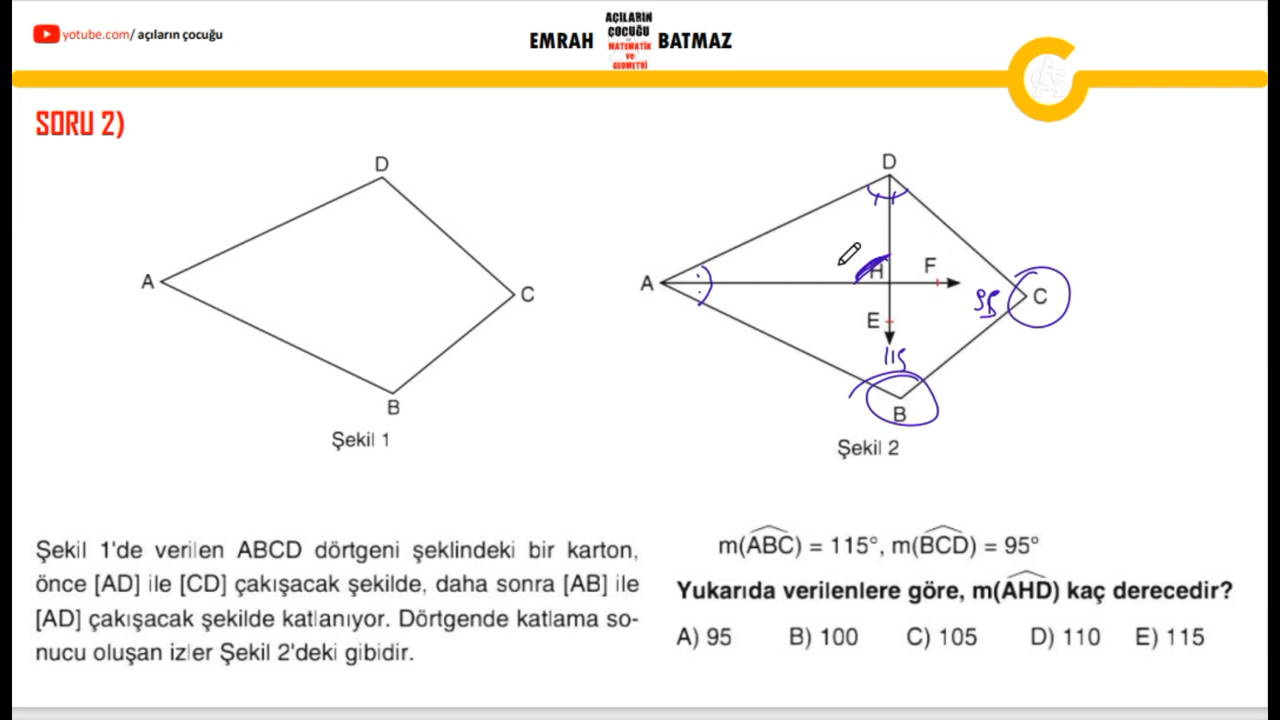 yotube.com/ açıların çocuğu
EMRAH
AÇILARIN
ÇOCUĞU
MATEMATİK
ve
GEOMETRİ
BATMAZ
SORU 2)
D
A
C
B
Şekil 1
D
A
H
F
E
95
C
115
B
Şekil 2
Şekil 1'de verilen ABCD dörtgeni şeklindeki bir karton,
önce [AD] ile [CD] çakışacak şekilde, daha sonra [AB] ile
[AD] çakışacak şekilde katlanıyor. Dörtgende katlama so-
nucu oluşan izler Şekil 2'deki gibidir.
m(ABC) = 115°, m(BCD) = 95°
Yukarıda verilenlere göre, m(AHD) kaç derecedir?
A) 95 B) 100 C) 105 D) 110 E) 115